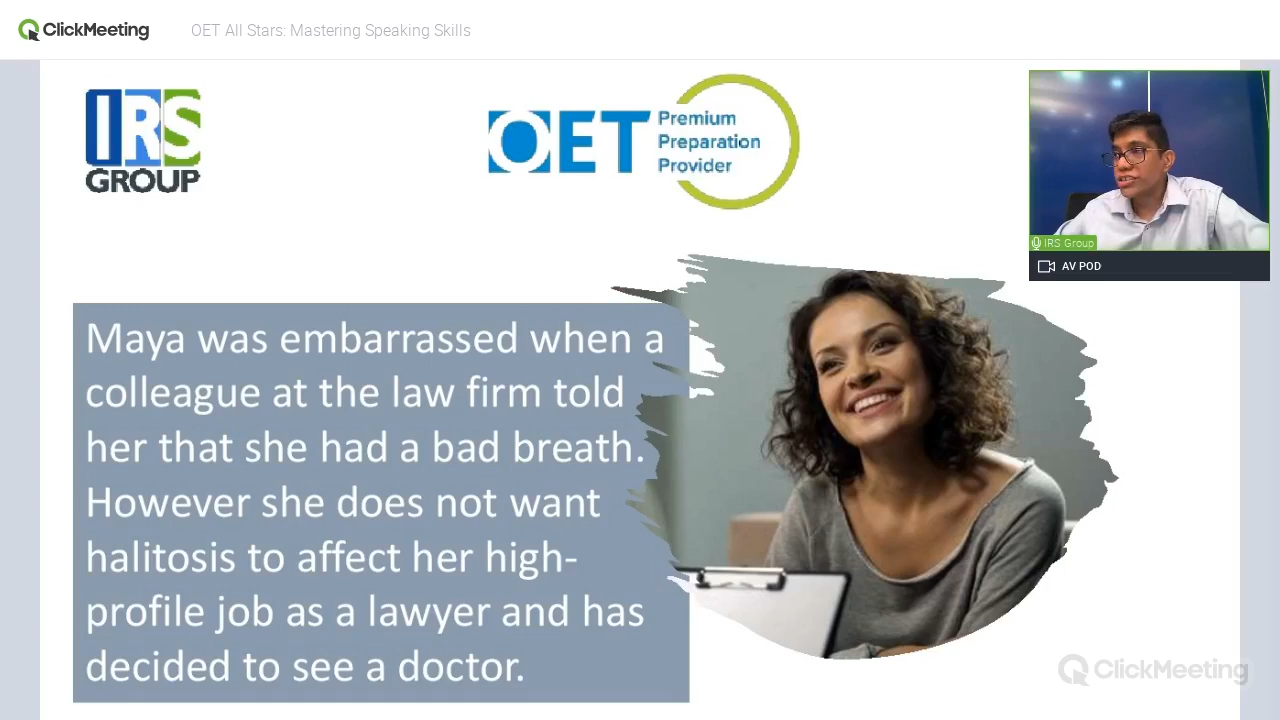 ClickMeeting
OET All Stars: Mastering Speaking Skills
IRS
GROUP
OET
Premium
Preparation
Provider
IRS Group
AV POD
Maya was embarrassed when a
colleague at the law firm told
her that she had a bad breath.
However she does not want
halitosis to affect her high-
profile job as a lawyer and has
decided to see a doctor.
ClickMeeting